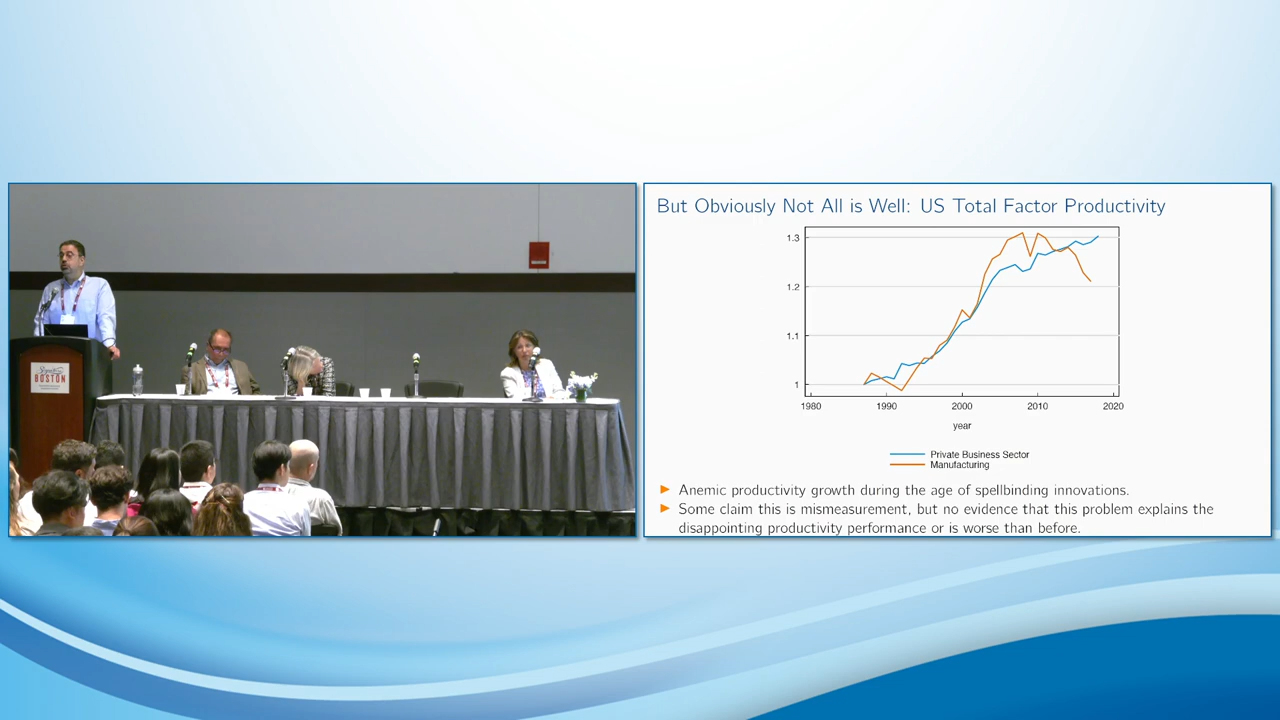 BOSTON
But Obviously Not All is Well: US Total Factor Productivity
1.3
1.2
1.1
1
1980 1990 2000 2010 2020
year
Private Business Sector
Manufacturing
Anemic productivity growth during the age of spellbinding innovations.
Some claim this is mismeasurement, but no evidence that this problem explains the
disappointing productivity performance or is worse than before.